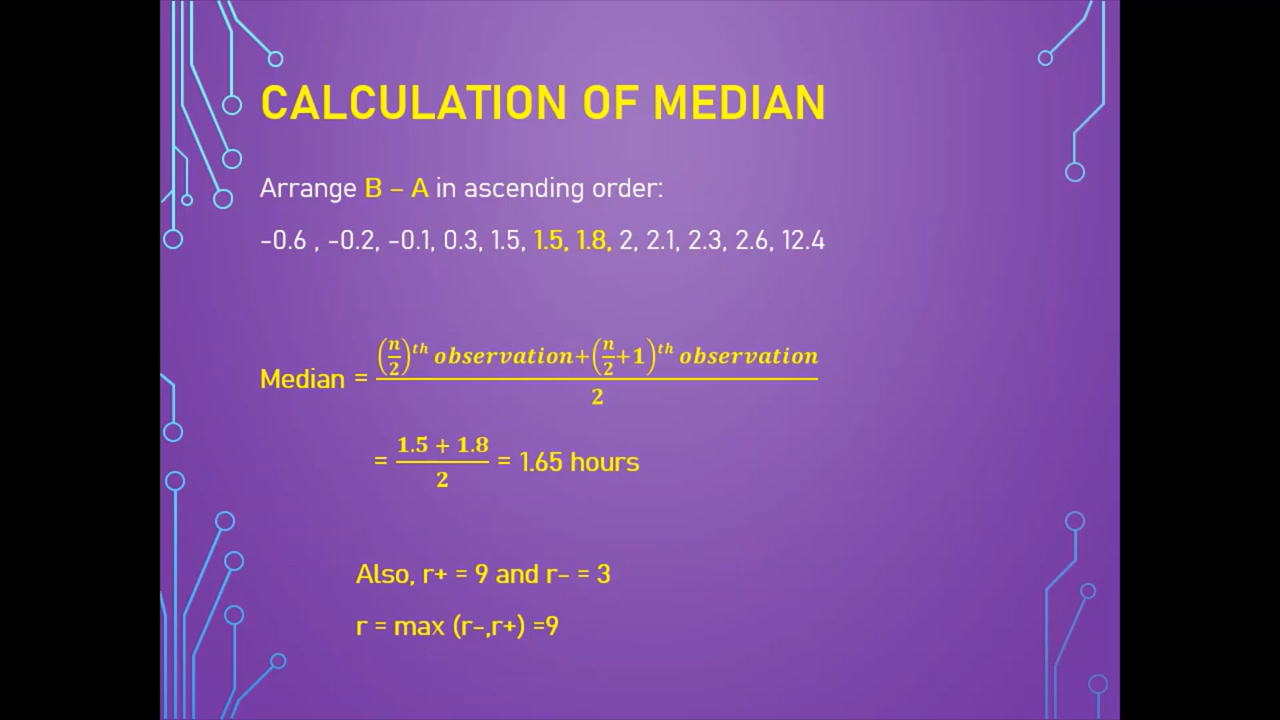 CALCULATION OF MEDIAN
Arrange B – A in ascending order:
-0.6 , -0.2, -0.1, 0.3, 1.5, 1.5, 1.8, 2, 2.1, 2.3, 2.6, 12.4
Median = ((n/2)^th observation+(n/2+1)^th observation)/2
= (1.5 + 1.8)/2 = 1.65 hours
Also, r+ = 9 and r- = 3
r = max (r-,r+) =9